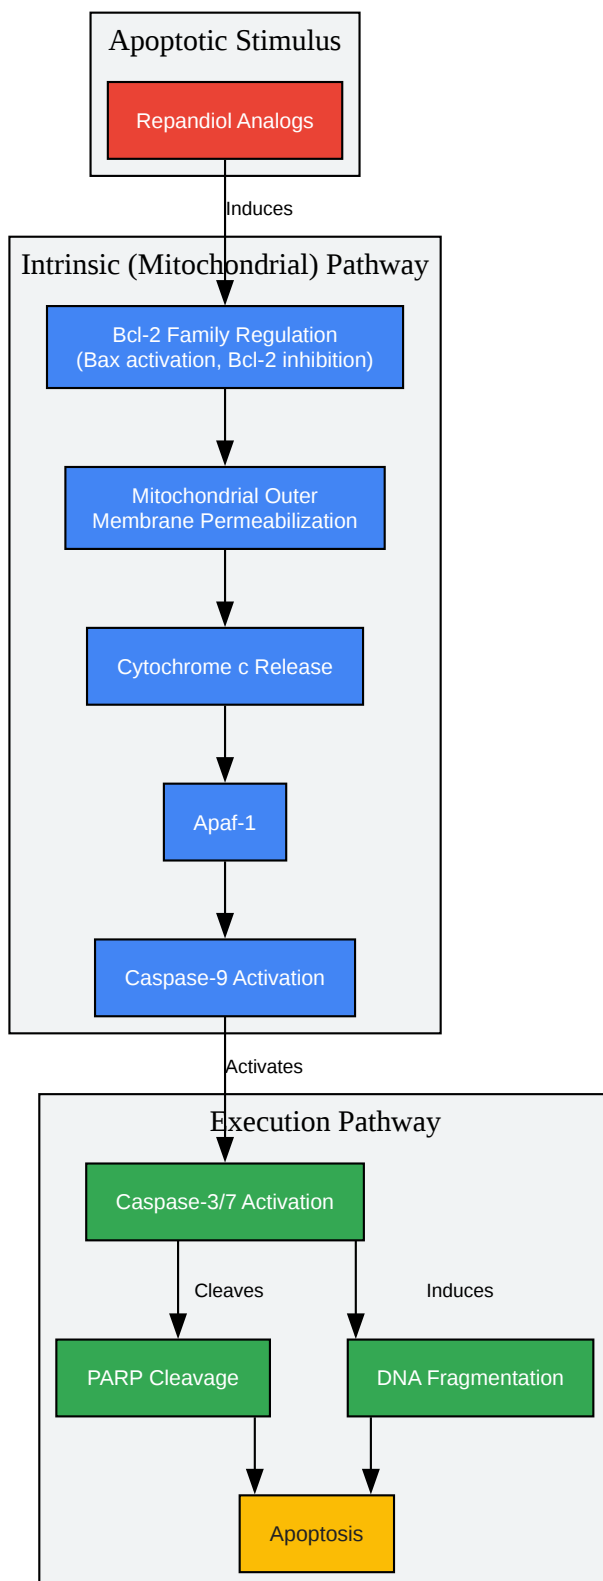 Apoptotic Stimulus
Repandiol Analogs
Induces
Intrinsic (Mitochondrial) Pathway
Bcl-2 Family Regulation
(Bax activation, Bcl-2 inhibition)
Mitochondrial Outer
Membrane Permeabilization
Cytochrome c Release
Apaf-1
Caspase-9 Activation
Activates
Execution Pathway
Caspase-3/7 Activation
Cleaves
Induces
PARP Cleavage
DNA Fragmentation
Apoptosis